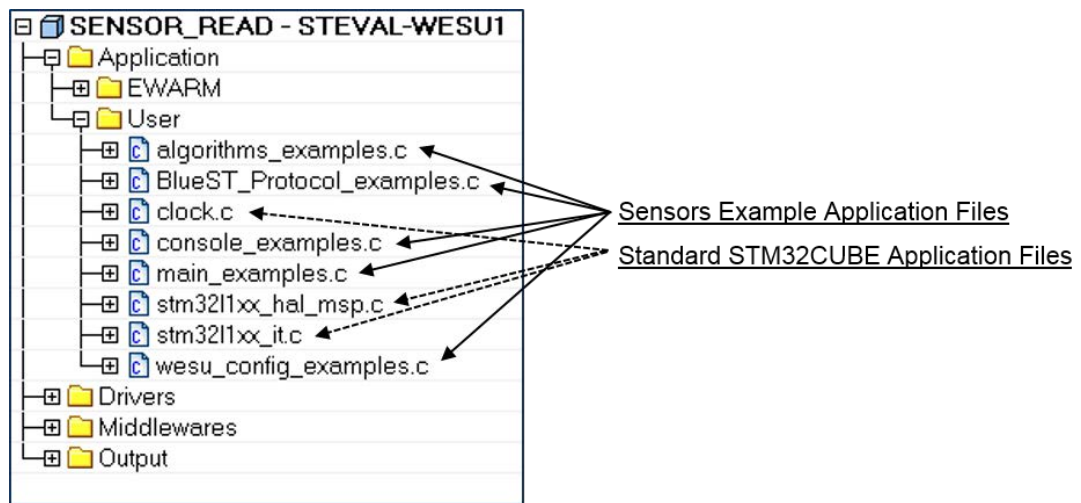 SENSOR_READ - STEVAL-WESU1
Application
EWARM
User
algorithms_examples.c
BlueST_Protocol_examples.c
clock.c
console_examples.c
main_examples.c
stm32l1xx_hal_msp.c
stm32l1xx_it.c
wesu_config_examples.c
Drivers
Middlewares
Output
Sensors Example Application Files
Standard STM32CUBE Application Files